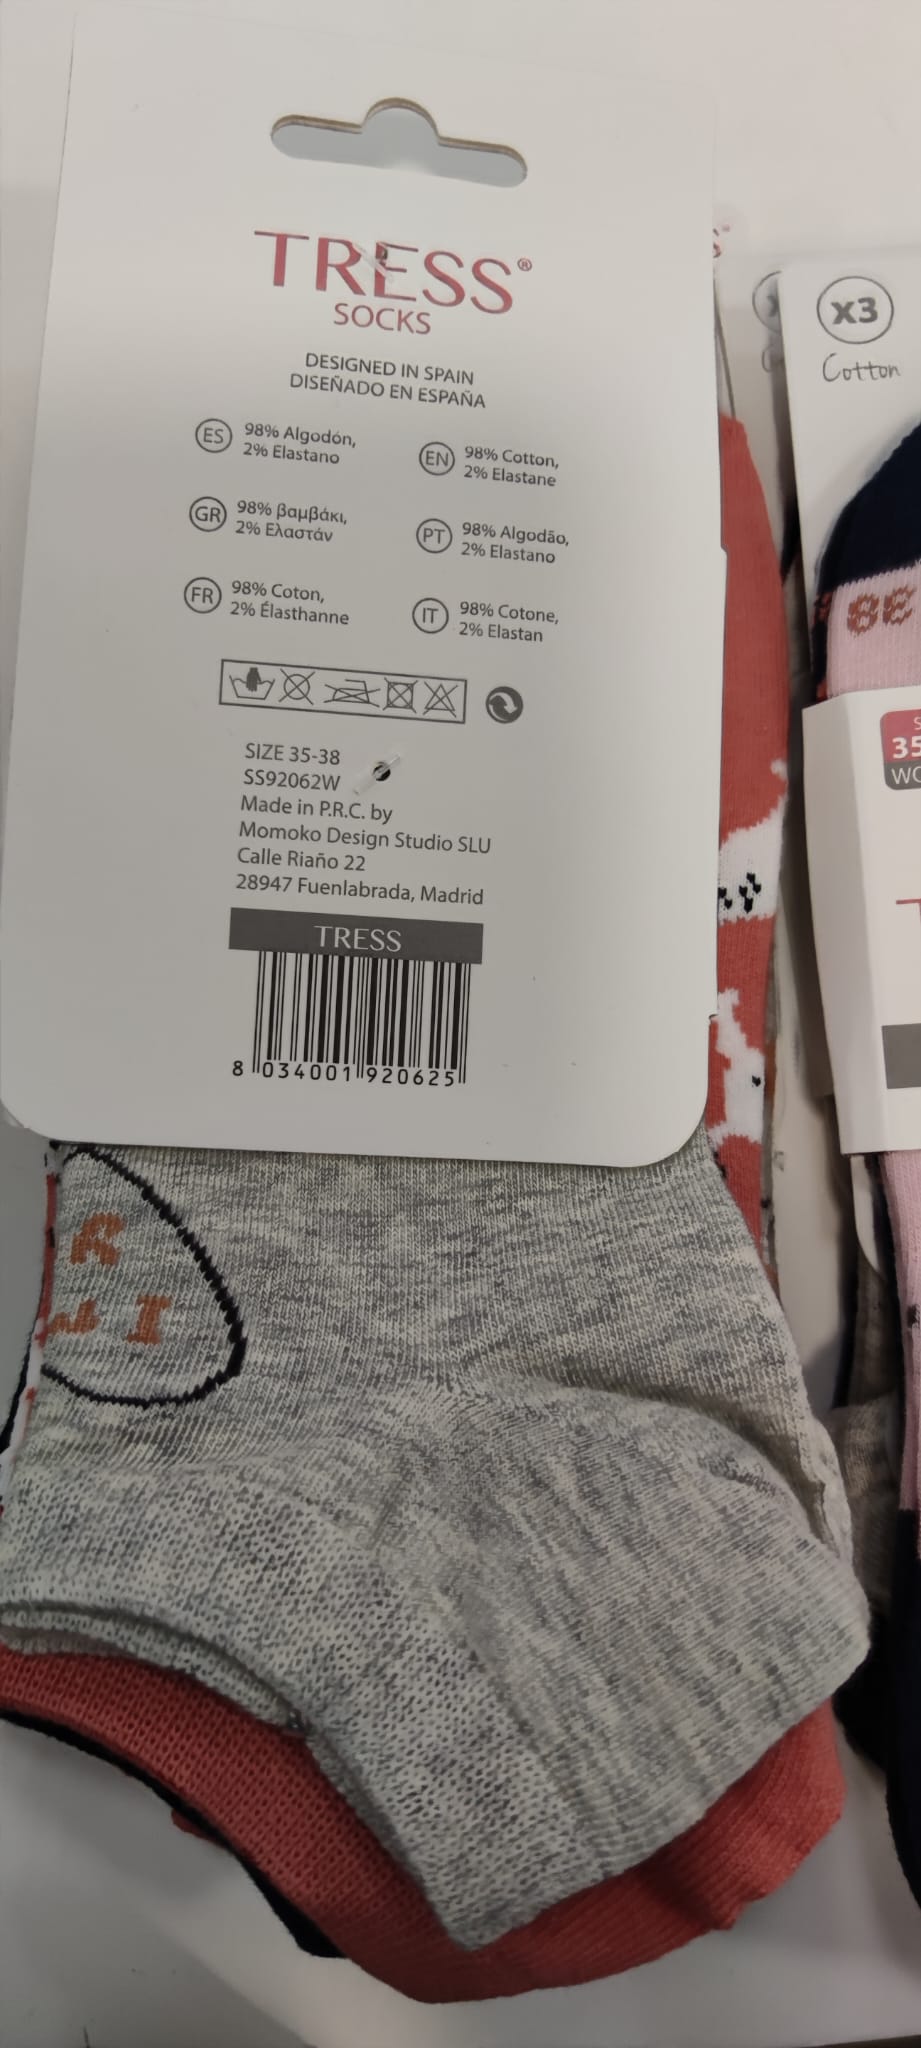 TRESS®
SOCKS
DESIGNED IN SPAIN
DISEÑADO EN ESPAÑA
ES
98% Algodón,
2% Elastano
EN
98% Cotton,
2% Elastane
GR
98% βαμβάκι,
2% Ελαστάν
PT
98% Algodão,
2% Elastano
FR
98% Coton,
2% Élasthanne
IT
98% Cotone,
2% Elastan
SIZE 35-38
SS92062W
Made in P.R.C. by
Momoko Design Studio SLU
Calle Riaño 22
28947 Fuenlabrada, Madrid
TRESS
8 034001 920625
R
I
x3
Cotton
35